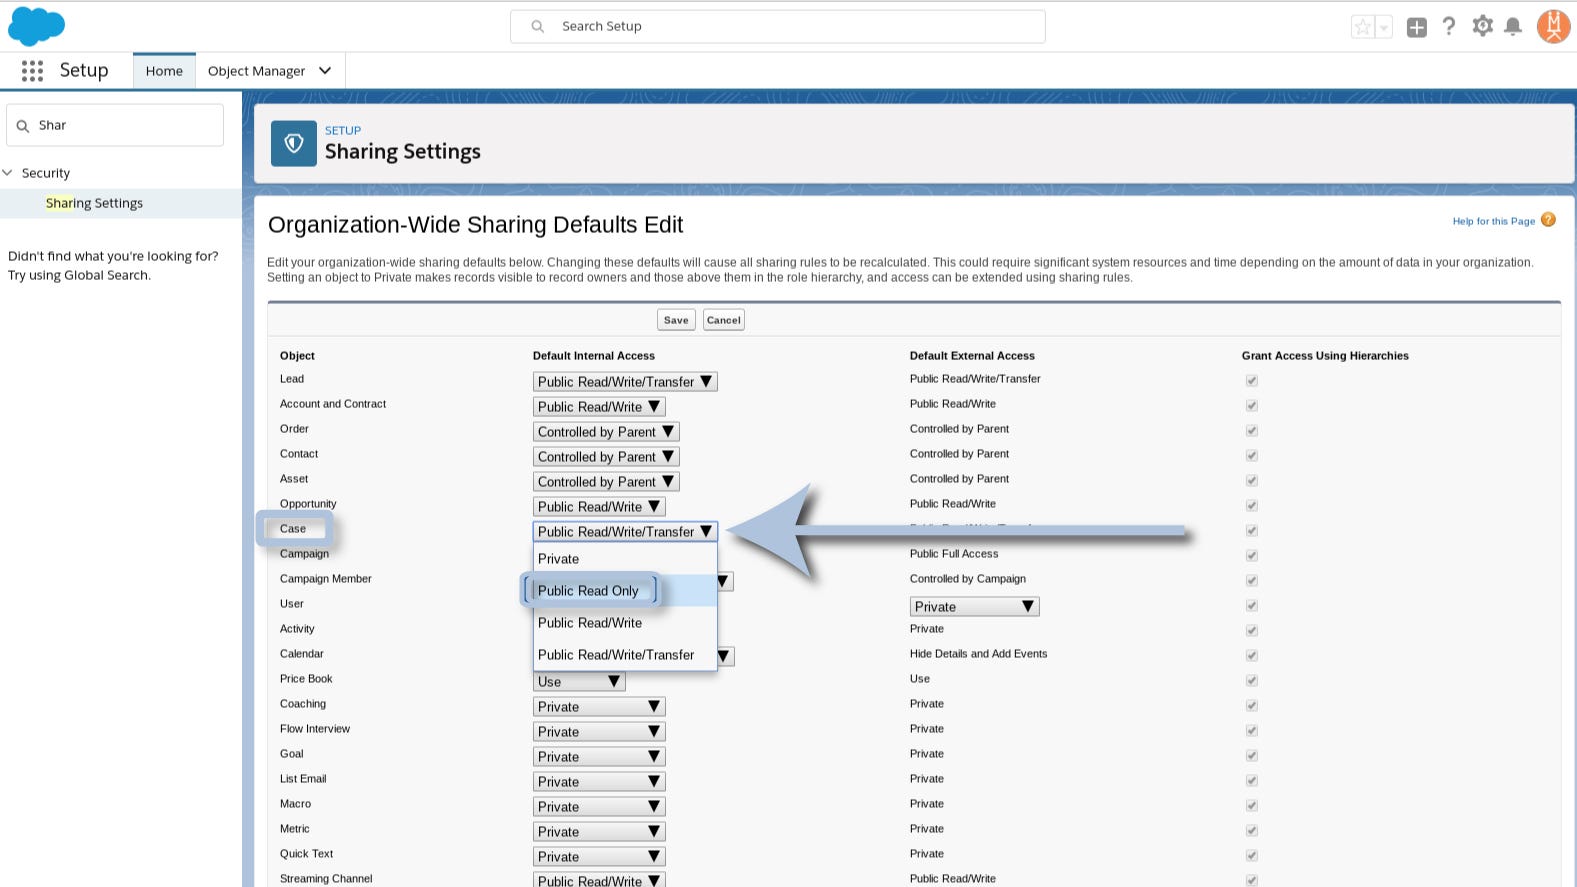 Search Setup
Setup
Home
Object Manager
Shar
Security
Sharing Settings
Didn't find what you're looking for?
Try using Global Search.
SETUP
Sharing Settings
Organization-Wide Sharing Defaults Edit
Help for this Page
Edit your organization-wide sharing defaults below. Changing these defaults will cause all sharing rules to be recalculated. This could require significant system resources and time depending on the amount of data in your organization.
Setting an object to Private makes records visible to record owners and those above them in the role hierarchy, and access can be extended using sharing rules.
Save Cancel
Object Default Internal Access Default External Access Grant Access Using Hierarchies
Lead Public Read/Write/Transfer Public Read/Write/Transfer
Account and Contract Public Read/Write Public Read/Write
Order Controlled by Parent Controlled by Parent
Contact Controlled by Parent Controlled by Parent
Asset Controlled by Parent Controlled by Parent
Opportunity Public Read/Write Public Read/Write
Case Public Read/Write/Transfer
Campaign Private Public Full Access
Campaign Member Public Read Only Controlled by Campaign
User Private
Activity Public Read/Write Private
Calendar Public Read/Write/Transfer Hide Details and Add Events
Price Book Use Use
Coaching Private Private
Flow Interview Private Private
Goal Private Private
List Email Private Private
Macro Private Private
Metric Private Private
Quick Text Private Private
Streaming Channel Public Read/Write Public Read/Write